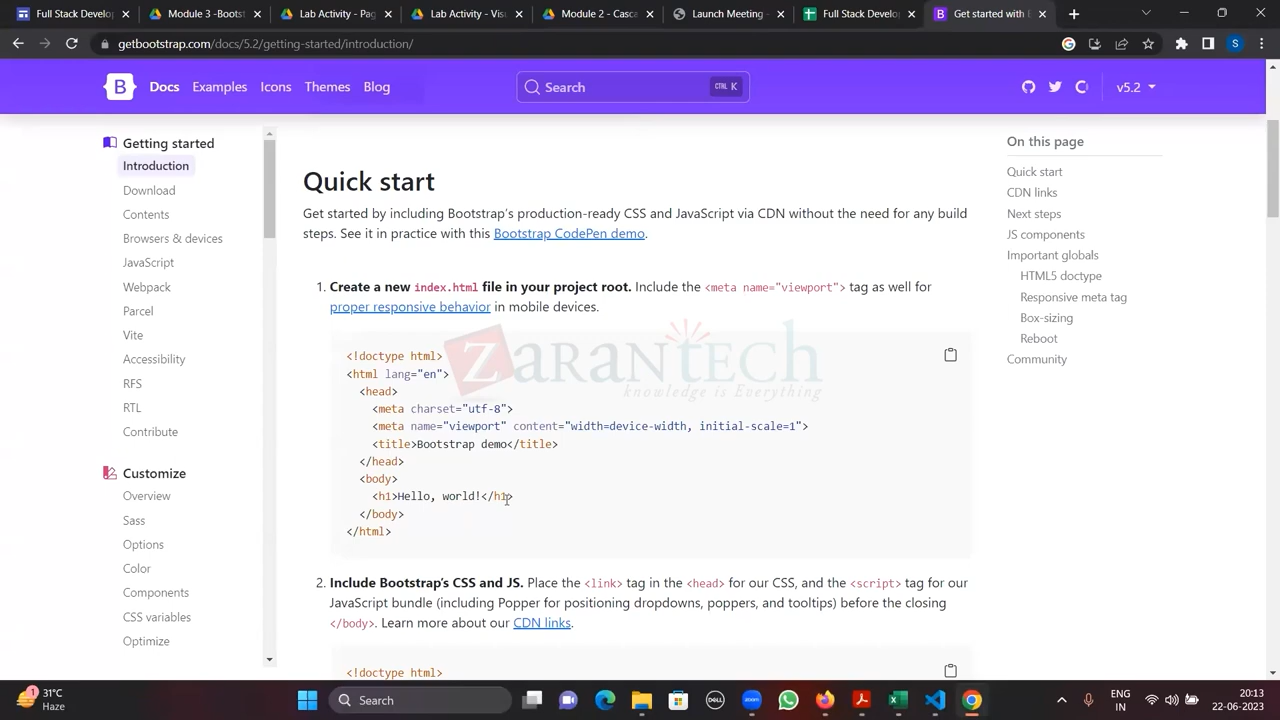 Full Stack Develop
Module 3 -Bootst
Lab Activity - Pag
Lab Activity - Visu
Module 2 - Casca
Launch Meeting -
Full Stack Develop
Get started with B
getbootstrap.com/docs/5.2/getting-started/introduction/
S
B
Docs
Examples
Icons
Themes
Blog
Search
CTRL K
v5.2
Getting started
Introduction
Download
Contents
Browsers & devices
JavaScript
Webpack
Parcel
Vite
Accessibility
RFS
RTL
Contribute
Customize
Overview
Sass
Options
Color
Components
CSS variables
Optimize
Quick start
Get started by including Bootstrap's production-ready CSS and JavaScript via CDN without the need for any build
steps. See it in practice with this Bootstrap CodePen demo.
1. Create a new index.html file in your project root. Include the <meta name="viewport"> tag as well for
proper responsive behavior in mobile devices.
<!doctype html>
<html lang="en">
<head>
<meta charset="utf-8">
<meta name="viewport" content="width=device-width, initial-scale=1">
<title>Bootstrap demo</title>
</head>
<body>
<h1>Hello, world!</h1>
</body>
</html>
ZARANTECH
knowledge is Everything
2. Include Bootstrap's CSS and JS. Place the <link> tag in the <head> for our CSS, and the <script> tag for our
JavaScript bundle (including Popper for positioning dropdowns, poppers, and tooltips) before the closing
</body>. Learn more about our CDN links.
<!doctype html>
On this page
Quick start
CDN links
Next steps
JS components
Important globals
HTML5 doctype
Responsive meta tag
Box-sizing
Reboot
Community
1
31°C
Haze
Search
DELL
zoom
ENG
IN
20:13
22-06-2023